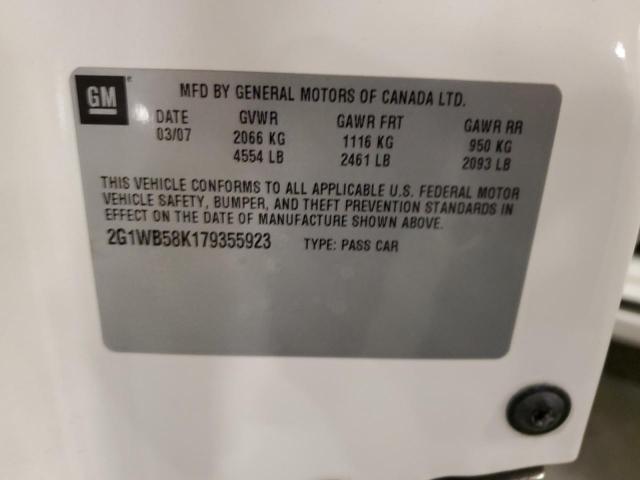 GM
MFD BY GENERAL MOTORS OF CANADA LTD.
DATE GVWR GAWR FRT GAWR RR
03/07 2066 KG 1116 KG 950 KG
4554 LB 2461 LB 2093 LB
THIS VEHICLE CONFORMS TO ALL APPLICABLE U.S. FEDERAL MOTOR
VEHICLE SAFETY, BUMPER, AND THEFT PREVENTION STANDARDS IN
EFFECT ON THE DATE OF MANUFACTURE SHOWN ABOVE.
2G1WB58K179355923 TYPE: PASS CAR